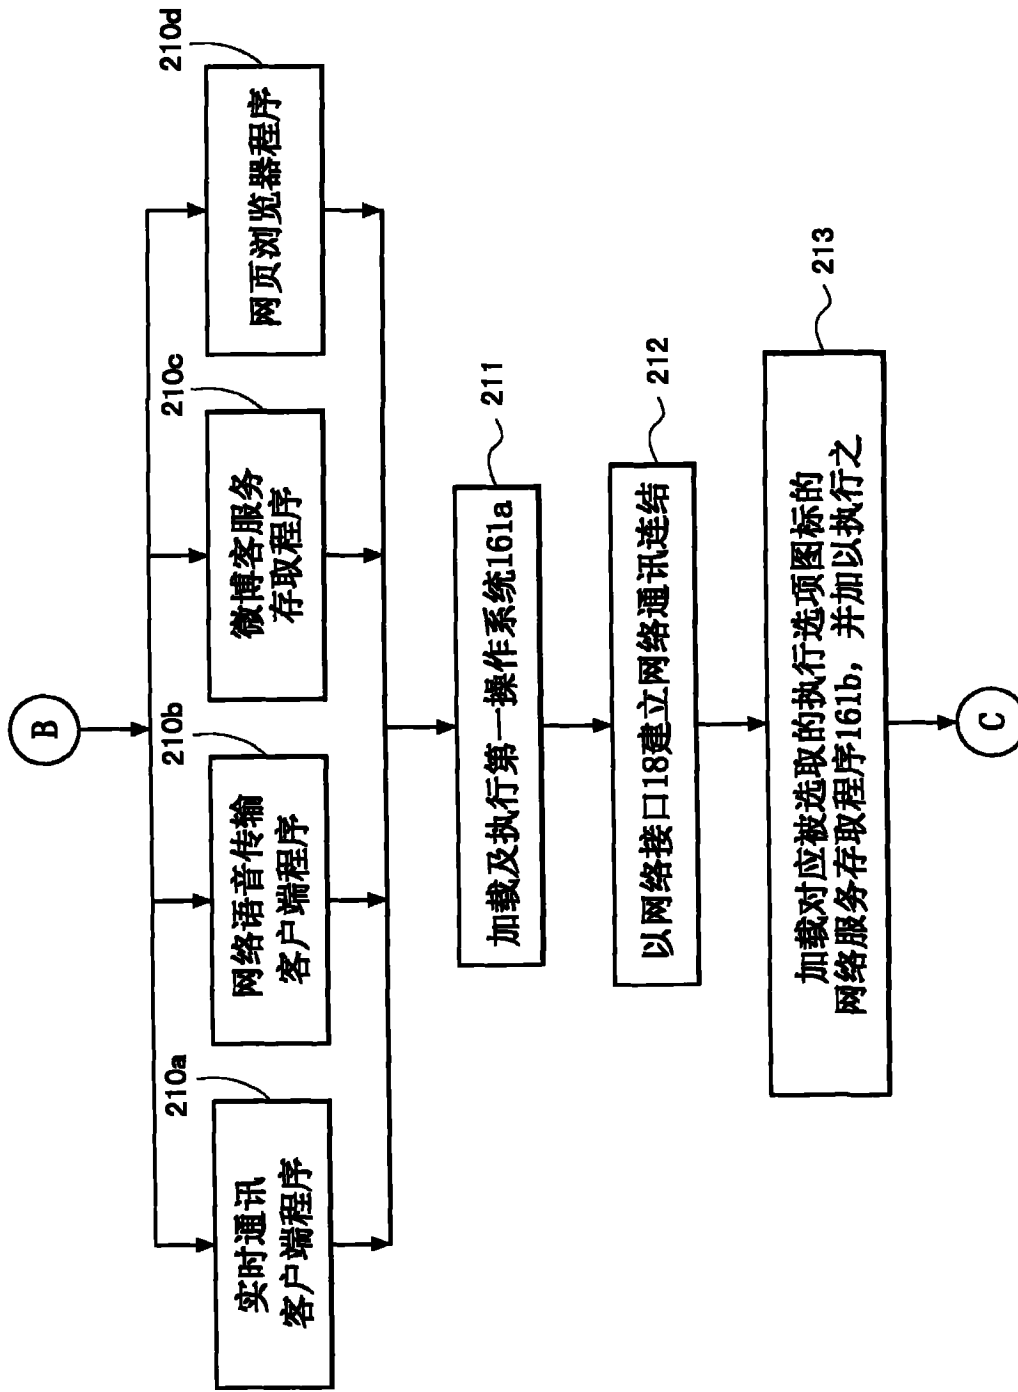 B
210a
实时通讯
客户端程序
210b
网络语音传输
客户端程序
210c
微博客服务
存取程序
210d
网页浏览器程序
211
加载及执行第一操作系统161a
212
以网络接口18建立网络通讯连结
213
加载对应被选取的执行选项图标的
网络服务存取程序161b，并加以执行之
C